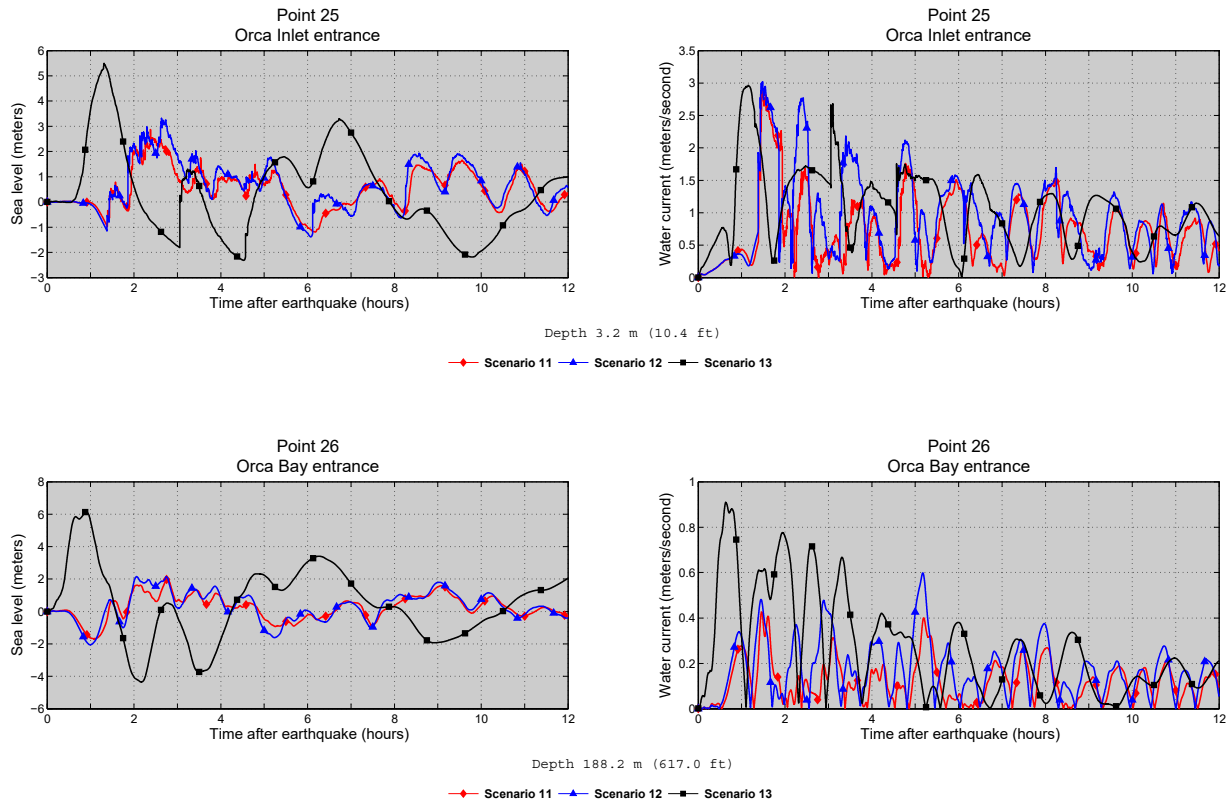 Point 25
Orca Inlet entrance
6
5
4
3
2
1
0
−1
−2
−3
Sea level (meters)
0 2 4 6 8 10 12
Time after earthquake (hours)
Point 25
Orca Inlet entrance
3.5
3
2.5
2
1.5
1
0.5
0
Water current (meters/second)
0 2 4 6 8 10 12
Time after earthquake (hours)
Depth 3.2 m (10.4 ft)
Scenario 11 Scenario 12 Scenario 13
Point 26
Orca Bay entrance
8
6
4
2
0
−2
−4
−6
Sea level (meters)
0 2 4 6 8 10 12
Time after earthquake (hours)
Point 26
Orca Bay entrance
1
0.8
0.6
0.4
0.2
0
Water current (meters/second)
0 2 4 6 8 10 12
Time after earthquake (hours)
Depth 188.2 m (617.0 ft)
Scenario 11 Scenario 12 Scenario 13